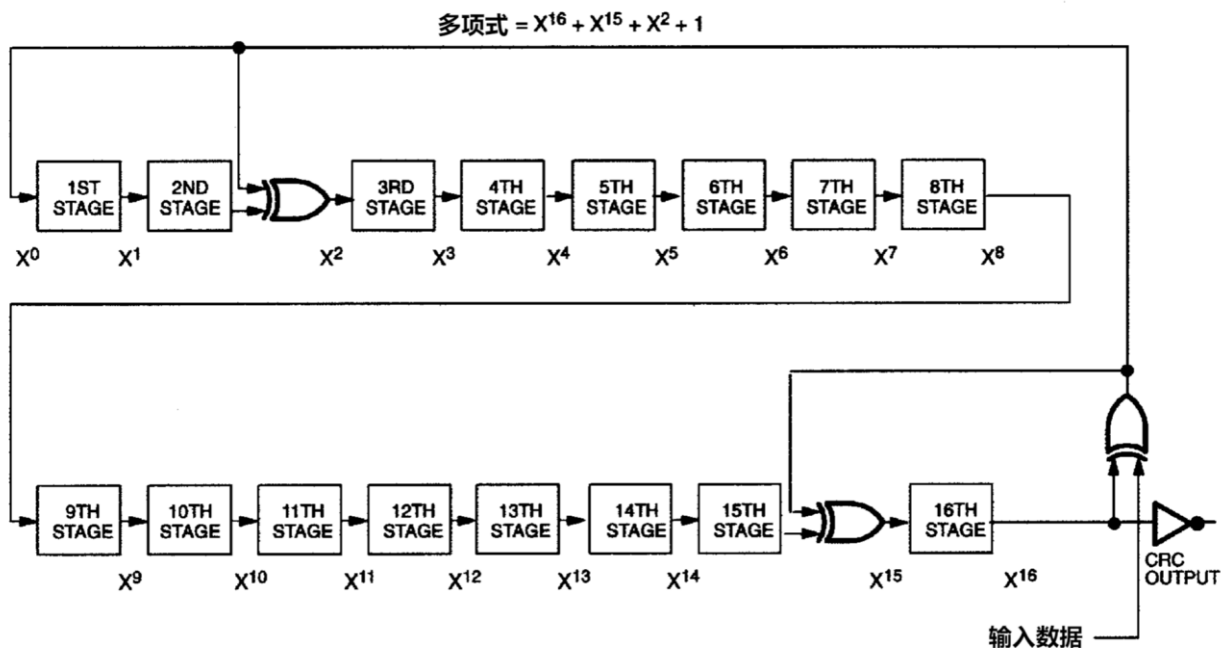 多项式 = X¹⁶ + X¹⁵ + X² + 1
1ST STAGE
2ND STAGE
3RD STAGE
4TH STAGE
5TH STAGE
6TH STAGE
7TH STAGE
8TH STAGE
X⁰ X¹ X² X³ X⁴ X⁵ X⁶ X⁷ X⁸
9TH STAGE
10TH STAGE
11TH STAGE
12TH STAGE
13TH STAGE
14TH STAGE
15TH STAGE
16TH STAGE
CRC OUTPUT
X⁹ X¹⁰ X¹¹ X¹² X¹³ X¹⁴ X¹⁵ X¹⁶
输入数据